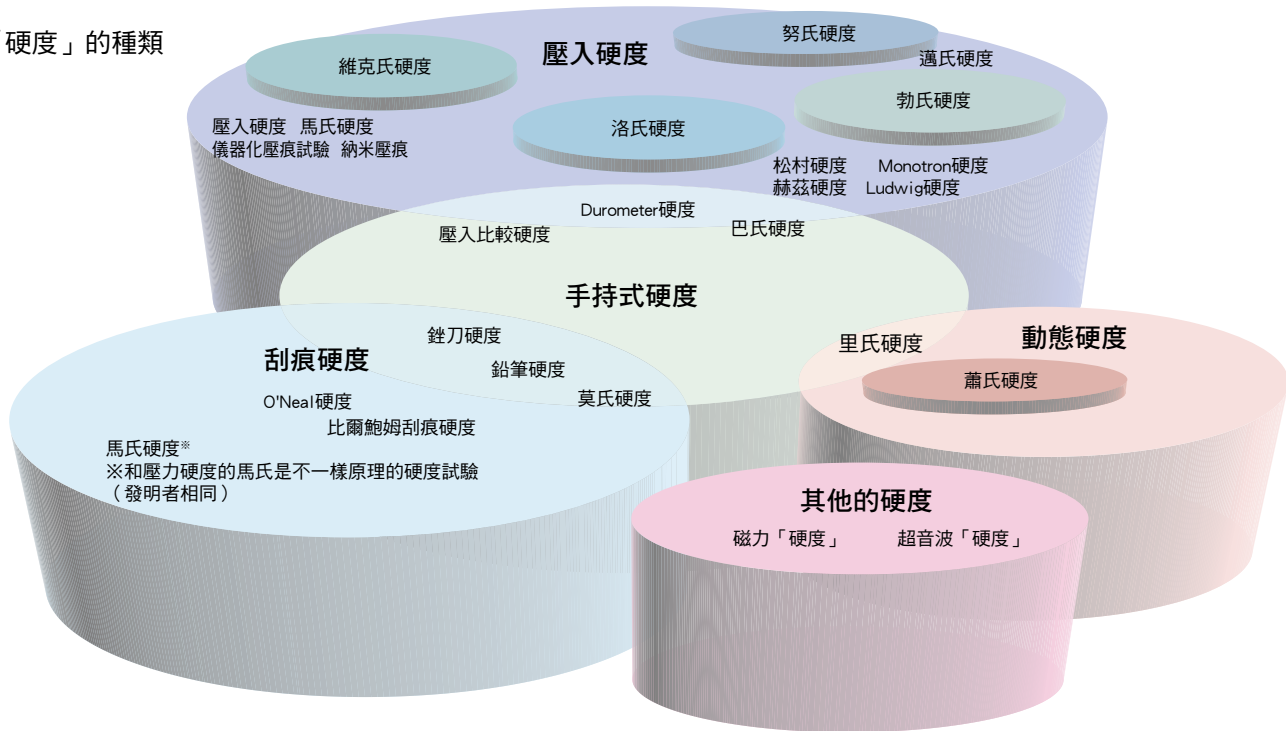 「硬度」的種類
壓入硬度
努氏硬度
邁氏硬度
維克氏硬度
勃氏硬度
洛氏硬度
壓入硬度 馬氏硬度
儀器化壓痕試驗 納米壓痕
松村硬度 Monotron硬度
赫茲硬度 Ludwig硬度
Durometer硬度
壓入比較硬度
巴氏硬度
手持式硬度
銼刀硬度
鉛筆硬度
莫氏硬度
里氏硬度
刮痕硬度
O'Neal硬度
比爾鮑姆刮痕硬度
馬氏硬度※
※和壓力硬度的馬氏是不一樣原理的硬度試驗
（發明者相同）
動態硬度
蕭氏硬度
其他的硬度
磁力「硬度」 超音波「硬度」